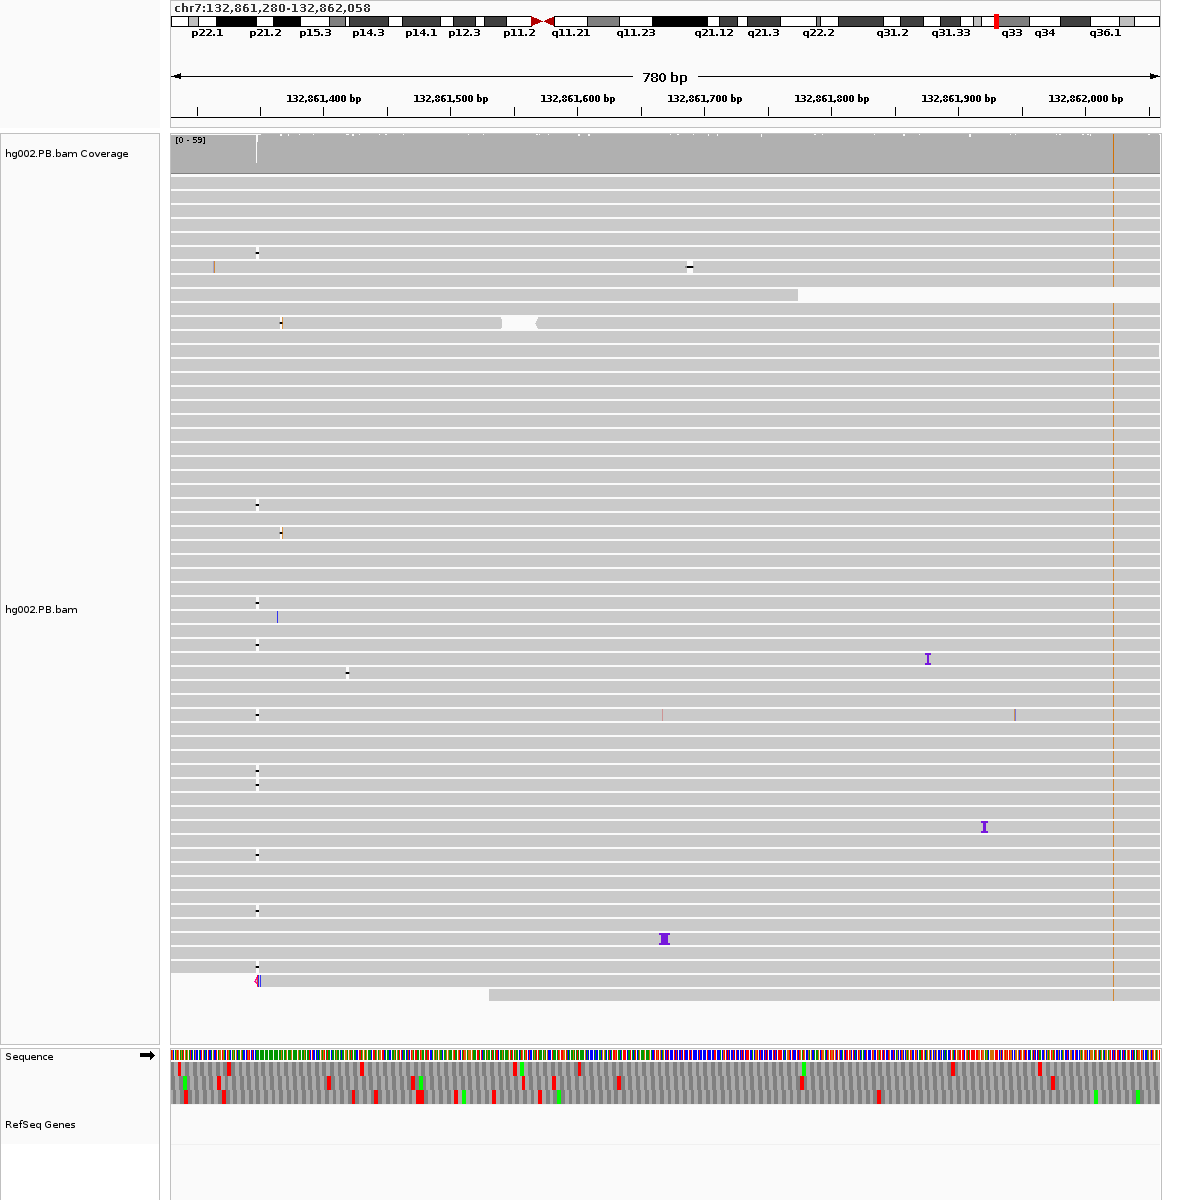 chr7:132,861,280-132,862,058
p22.1 p21.2 p15.3 p14.3 p14.1 p12.3 p11.2 q11.21 q11.23 q21.12 q21.3 q22.2 q31.2 q31.33 q33 q34 q36.1
780 bp
132,861,400 bp 132,861,500 bp 132,861,600 bp 132,861,700 bp 132,861,800 bp 132,861,900 bp 132,862,000 bp
[0 - 59]
hg002.PB.bam Coverage
hg002.PB.bam
Sequence
RefSeq Genes